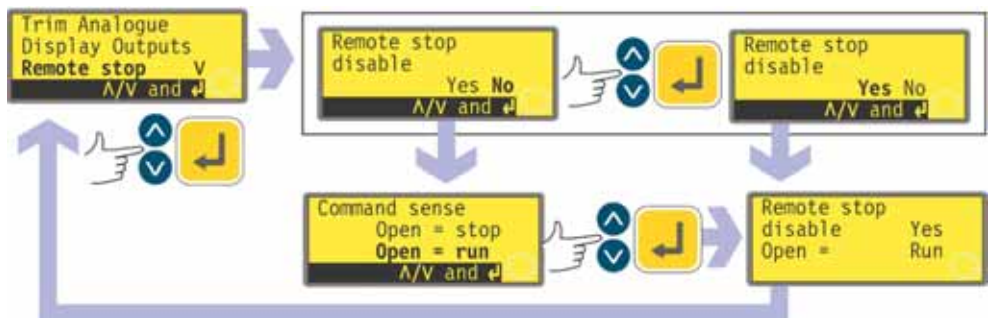 Trim Analogue
Display Outputs
Remote stop V
Λ/V and ↲
Remote stop
disable
Yes No
Λ/V and ↲
Remote stop
disable
Yes No
Λ/V and ↲
Command sense
Open = stop
Open = run
Λ/V and ↲
Remote stop
disable Yes
Open = Run